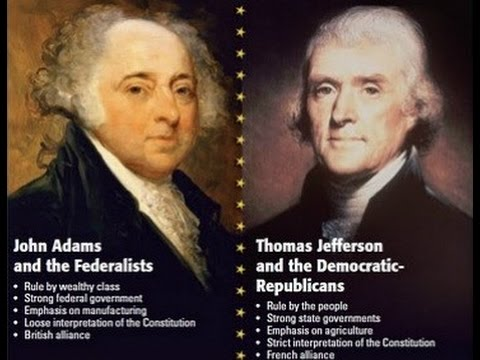 John Adams
and the Federalists
• Rule by wealthy class
• Strong federal government
• Emphasis on manufacturing
• Loose interpretation of the Constitution
• British alliance
Thomas Jefferson
and the Democratic-
Republicans
• Rule by the people
• Strong state governments
• Emphasis on agriculture
• Strict interpretation of the Constitution
• French alliance